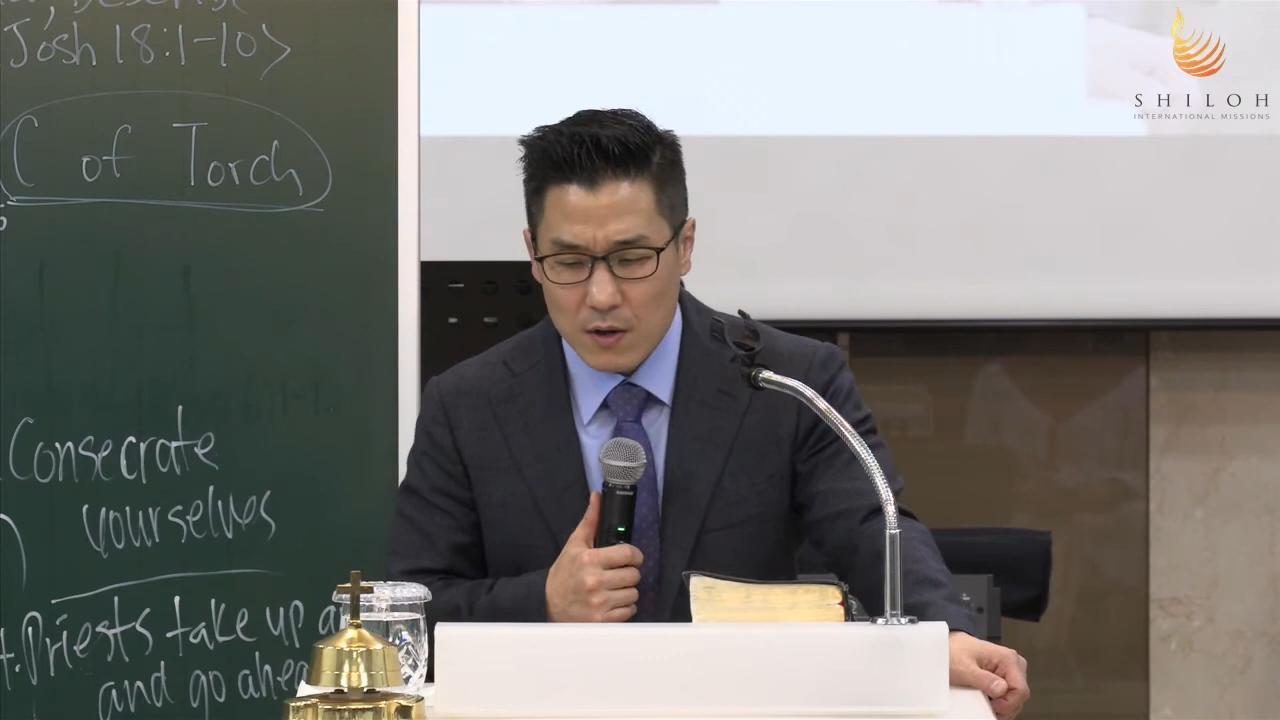 Josh 18:1-10>
C of Torch
Consecrate
yourselves
Priests take up a
and go ahea
SHILOH
INTERNATIONAL MISSIONS